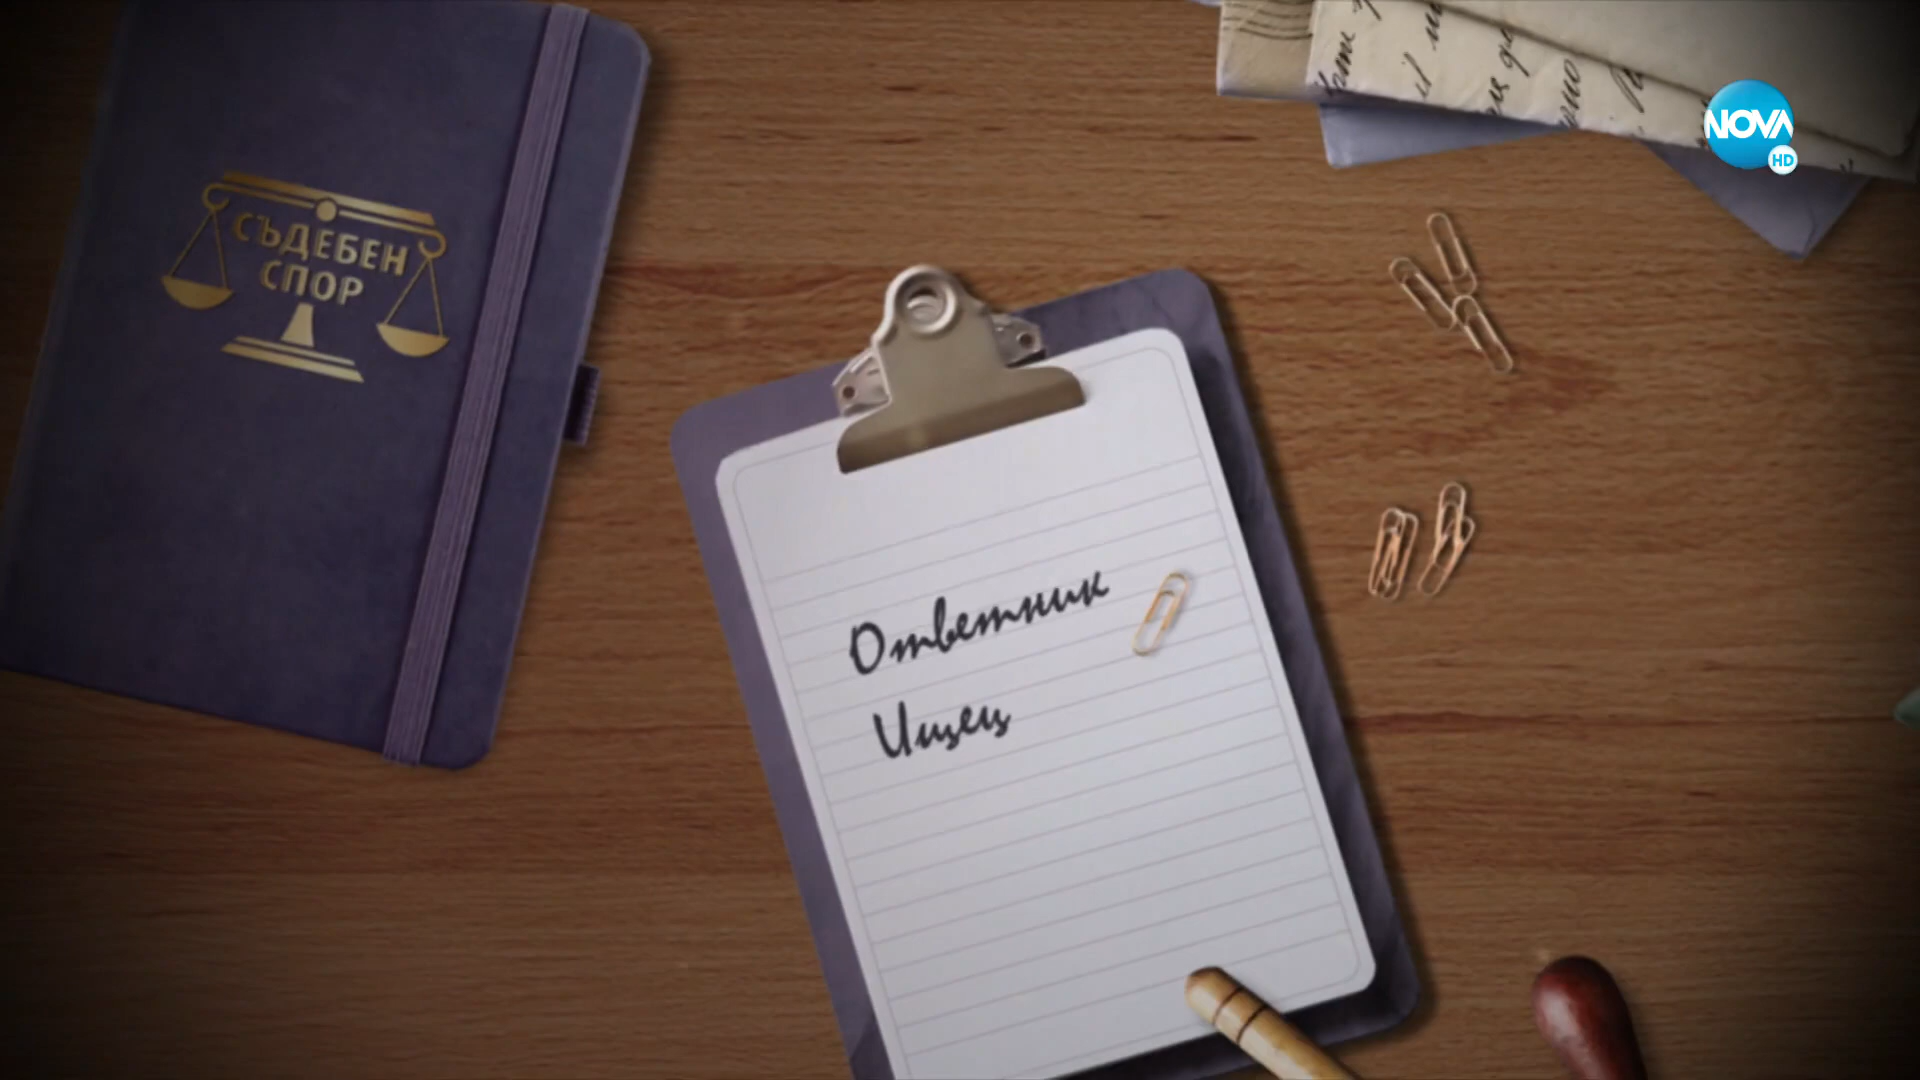 СЪДЕБЕН
СПОР
NOVA
HD
Ответник
Ищец